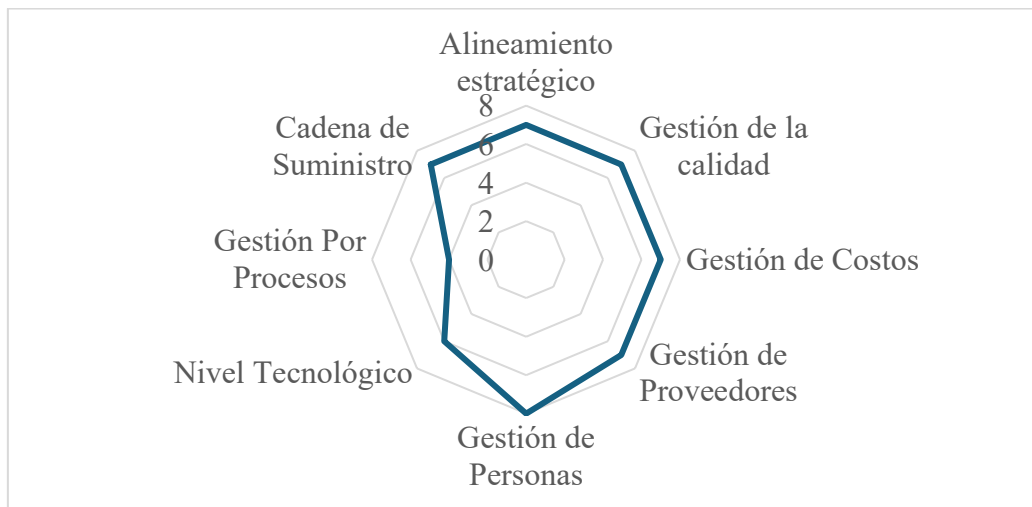 Alineamiento
estratégico
Gestión de la
calidad
Gestión de Costos
Gestión de
Proveedores
Gestión de
Personas
Nivel Tecnológico
Gestión Por
Procesos
Cadena de
Suministro
8
6
4
2
0